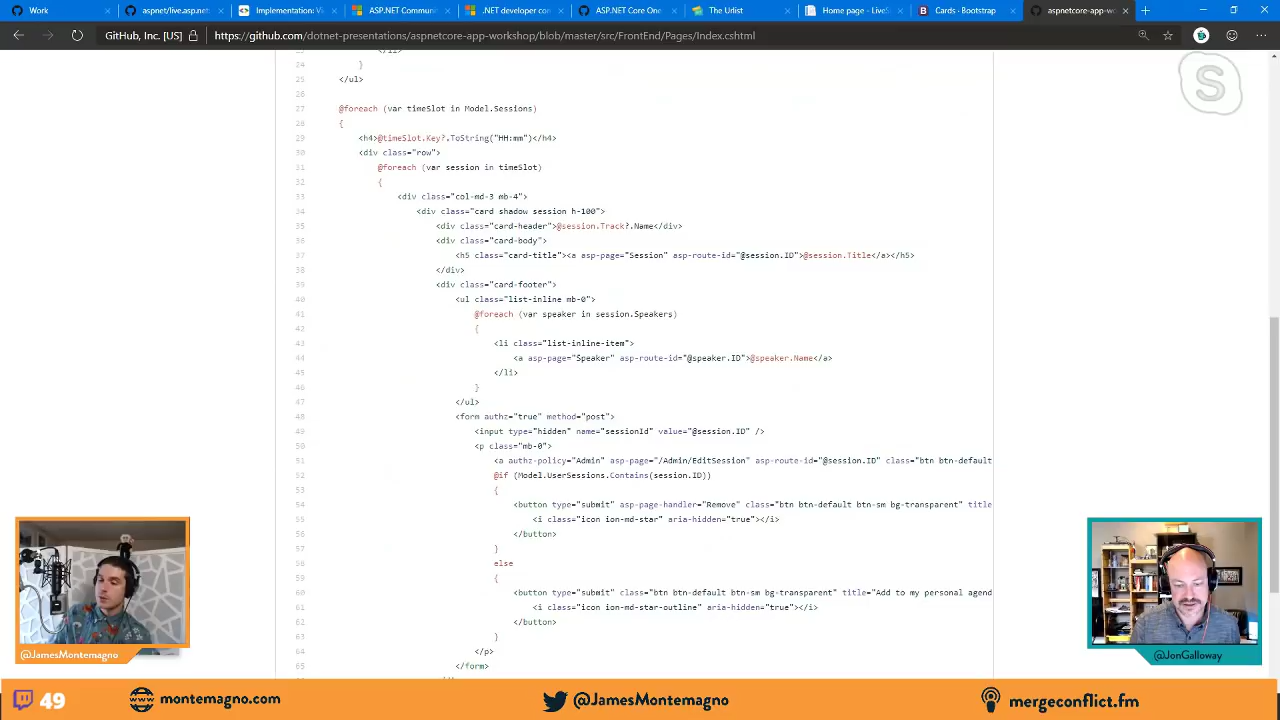 Work
aspnet/live.asp.net
Implementation: Vi
ASP.NET Commun
.NET developer co
ASP.NET Core One
The Urlist
Home page - LiveS
Cards · Bootstrap
aspnetcore-app-wo
GitHub, Inc. [US]
https://github.com/dotnet-presentations/aspnetcore-app-workshop/blob/master/src/FrontEnd/Pages/Index.cshtml
24 }
25 </ul>
26
27 @foreach (var timeSlot in Model.Sessions)
28 {
29 <h4>@timeSlot.Key?.ToString("HH:mm")</h4>
30 <div class="row">
31 @foreach (var session in timeSlot)
32 {
33 <div class="col-md-3 mb-4">
34 <div class="card shadow session h-100">
35 <div class="card-header">@session.Track?.Name</div>
36 <div class="card-body">
37 <h5 class="card-title"><a asp-page="Session" asp-route-id="@session.ID">@session.Title</a></h5>
38 </div>
39 <div class="card-footer">
40 <ul class="list-inline mb-0">
41 @foreach (var speaker in session.Speakers)
42 {
43 <li class="list-inline-item">
44 <a asp-page="Speaker" asp-route-id="@speaker.ID">@speaker.Name</a>
45 </li>
46 }
47 </ul>
48 <form authz="true" method="post">
49 <input type="hidden" name="sessionId" value="@session.ID" />
50 <p class="mb-0">
51 <a authz-policy="Admin" asp-page="/Admin/EditSession" asp-route-id="@session.ID" class="btn btn-default
52 @if (Model.UserSessions.Contains(session.ID))
53 {
54 <button type="submit" asp-page-handler="Remove" class="btn btn-default btn-sm bg-transparent" title
55 <i class="icon ion-md-star" aria-hidden="true"></i>
56 </button>
57 }
58 else
59 {
60 <button type="submit" class="btn btn-default btn-sm bg-transparent" title="Add to my personal agend
61 <i class="icon ion-md-star-outline" aria-hidden="true"></i>
62 </button>
63 }
64 </p>
65 </form>
@JamesMontemagno
@JonGalloway
49
montemagno.com
@JamesMontemagno
mergeconflict.fm